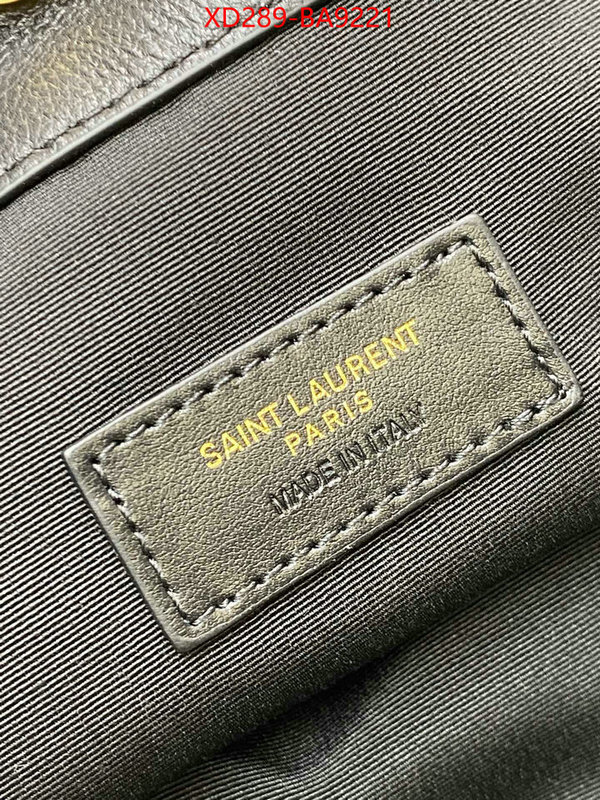 XD289-BA9221
SAINT LAURENT
PARIS
MADE IN ITALY